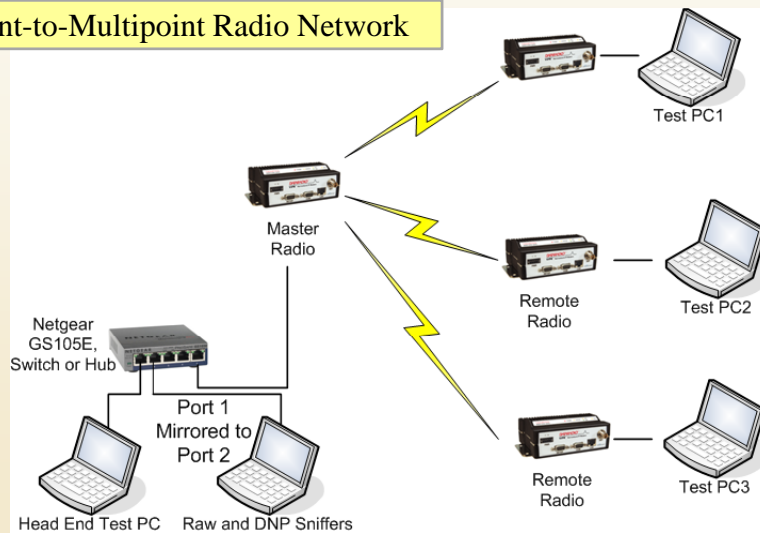 nt-to-Multipoint Radio Network
Test PC1
Master
Radio
Remote
Radio
Test PC2
Netgear
GS105E,
Switch or Hub
NETGEAR
Port 1
Mirrored to
Port 2
Remote
Radio
Test PC3
Head End Test PC
Raw and DNP Sniffers